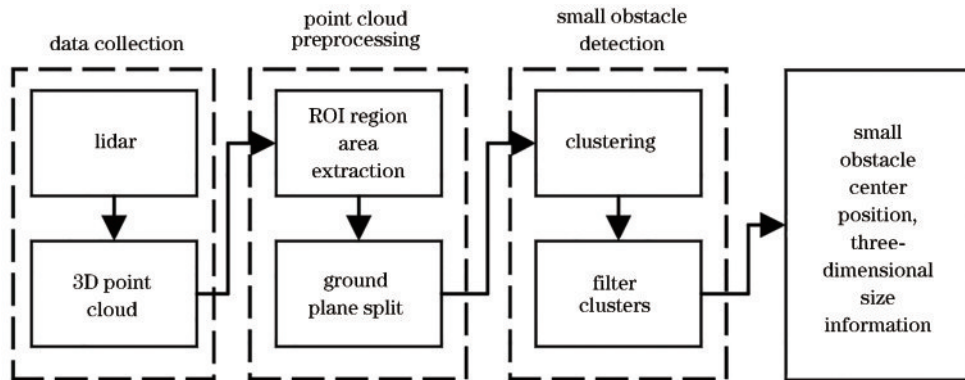 data collection
lidar
3D point
cloud
point cloud
preprocessing
ROI region
area
extraction
ground
plane split
small obstacle
detection
clustering
filter
clusters
small
obstacle
center
position,
three-
dimensional
size
information